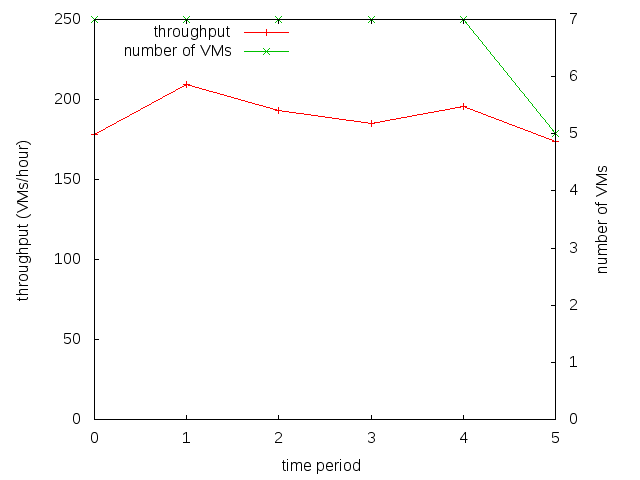 250
200
150
100
50
0
throughput (VMs/hour)
throughput
number of VMs
7
6
5
4
3
2
1
0
number of VMs
0 1 2 3 4 5
time period